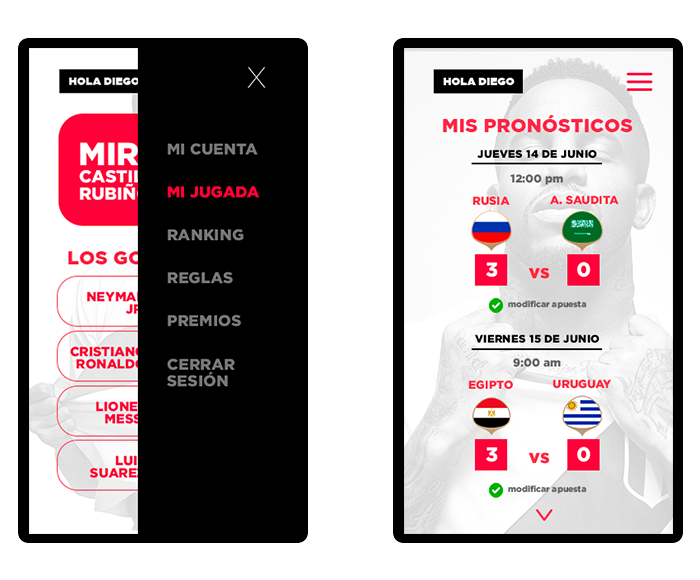 HOLA DIEGO
MIR
CASTIL
RUBIÑ
LOS GO
NEYMA
JR
CRISTIANO
RONALDO
LIONE
MESS
LUI
SUARE
X
MI CUENTA
MI JUGADA
RANKING
REGLAS
PREMIOS
CERRAR
SESIÓN
HOLA DIEGO
MIS PRONÓSTICOS
JUEVES 14 DE JUNIO
12:00 pm
RUSIA A. SAUDITA
3 VS 0
modificar apuesta
VIERNES 15 DE JUNIO
9:00 am
EGIPTO URUGUAY
3 VS 0
modificar apuesta